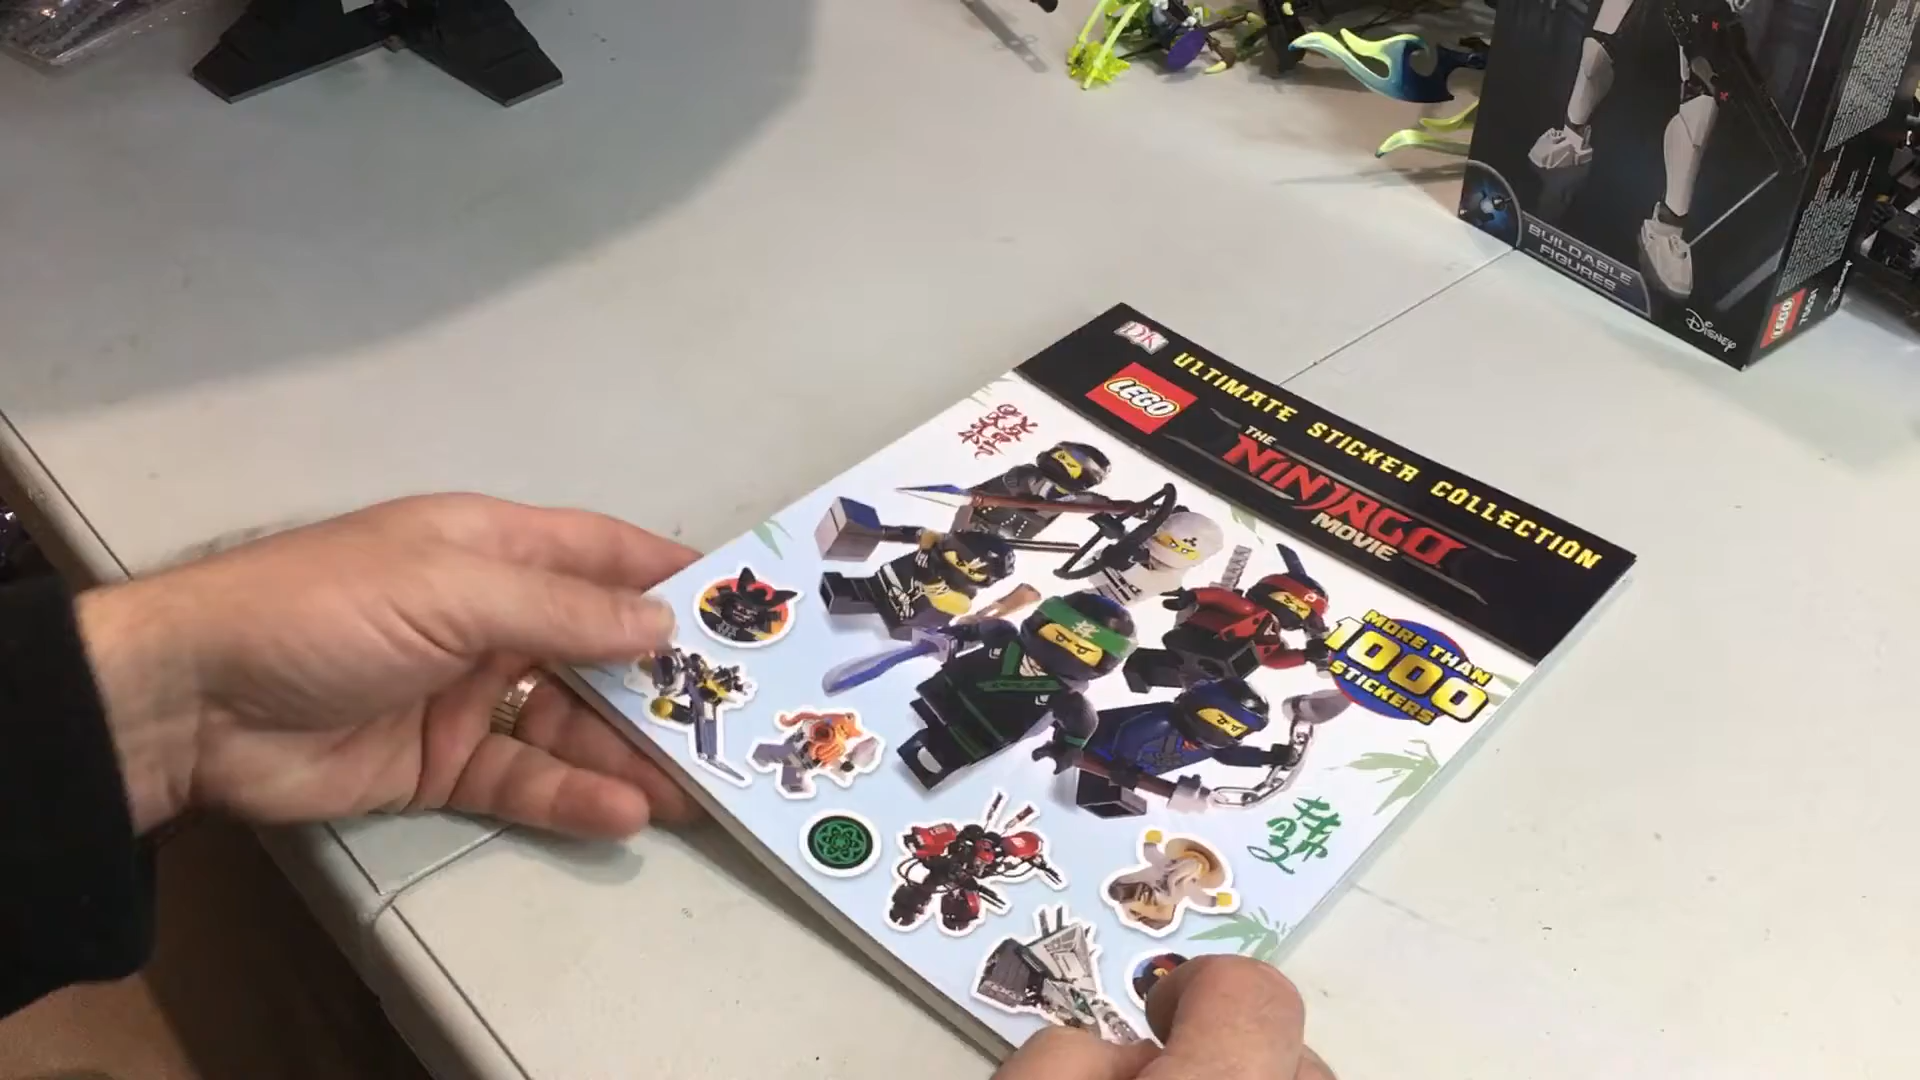 DK
ULTIMATE STICKER COLLECTION
LEGO
THE
NINJAGO
MOVIE
MORE THAN
1000
STICKERS
BUILDABLE
FIGURES
Disney
LEGO